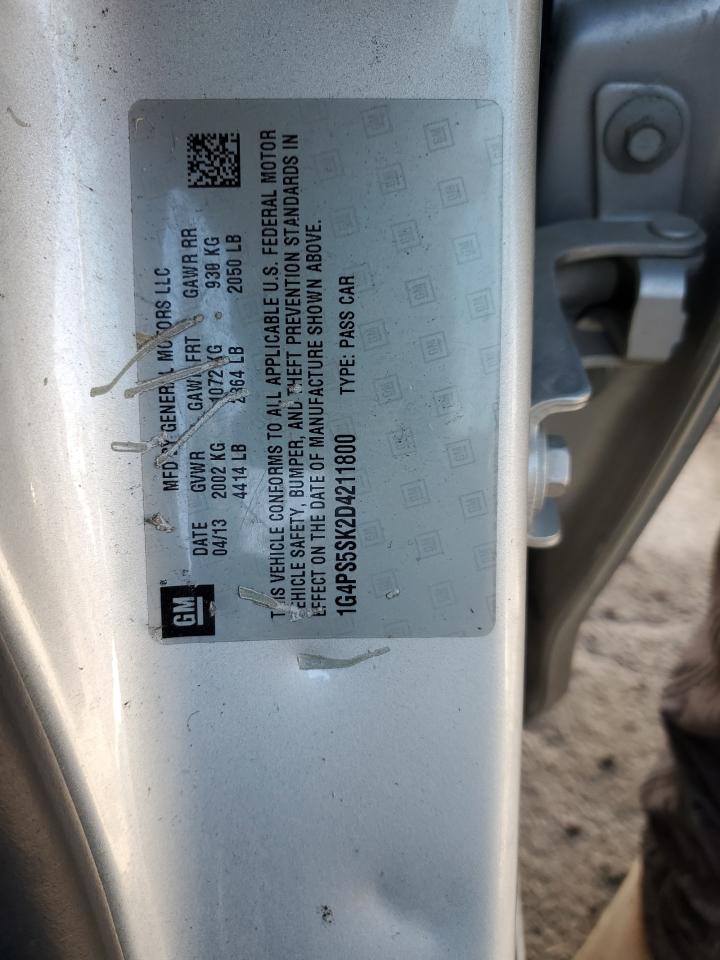 MFD BY GENERAL MOTORS LLC
DATE GVWR GAWR FRT GAWR RR
04/13 2002 KG 1072 KG 930 KG
4414 LB 2364 LB 2050 LB
THIS VEHICLE CONFORMS TO ALL APPLICABLE U.S. FEDERAL MOTOR
VEHICLE SAFETY, BUMPER, AND THEFT PREVENTION STANDARDS IN
EFFECT ON THE DATE OF MANUFACTURE SHOWN ABOVE.
1G4PS5SK2D4211800 TYPE: PASS CAR
GM